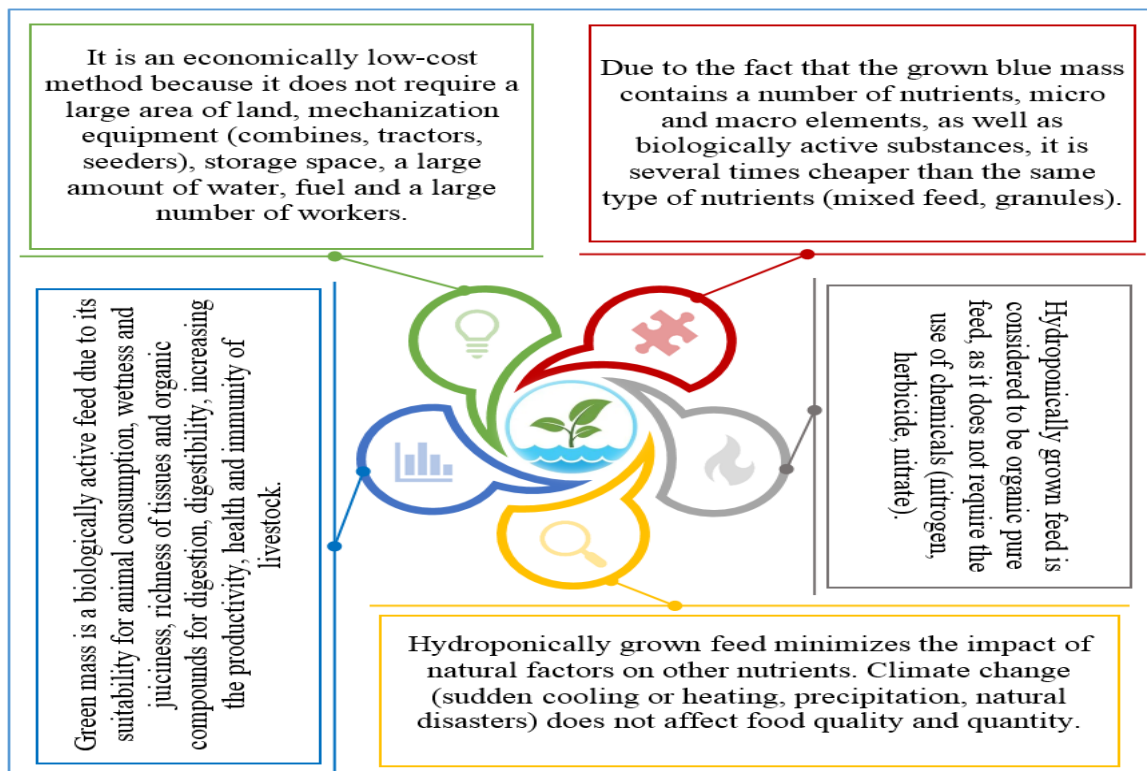 It is an economically low-cost
method because it does not require a
large area of land, mechanization
equipment (combines, tractors,
seeders), storage space, a large
amount of water, fuel and a large
number of workers.
Due to the fact that the grown blue mass
contains a number of nutrients, micro
and macro elements, as well as
biologically active substances, it is
several times cheaper than the same
type of nutrients (mixed feed, granules).
Green mass is a biologically active feed due to its
suitability for animal consumption, wetness and
juiciness, richness of tissues and organic
compounds for digestion, digestibility, increasing
the productivity, health and immunity of
livestock.
Hydroponically grown feed is
considered to be organic pure
feed, as it does not require the
use of chemicals (nitrogen,
herbicide, nitrate).
Hydroponically grown feed minimizes the impact of
natural factors on other nutrients. Climate change
(sudden cooling or heating, precipitation, natural
disasters) does not affect food quality and quantity.